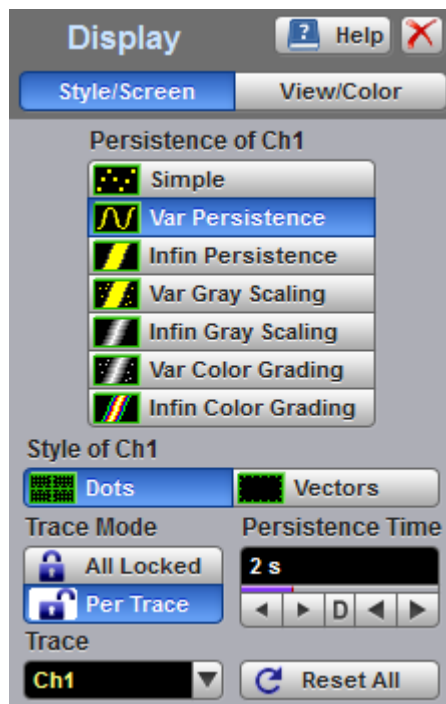 Display ? Help
Style/Screen View/Color
Persistence of Ch1
Simple
Var Persistence
Infin Persistence
Var Gray Scaling
Infin Gray Scaling
Var Color Grading
Infin Color Grading
Style of Ch1
Dots Vectors
Trace Mode Persistence Time
All Locked 2 s
Per Trace D
Trace
Ch1 Reset All